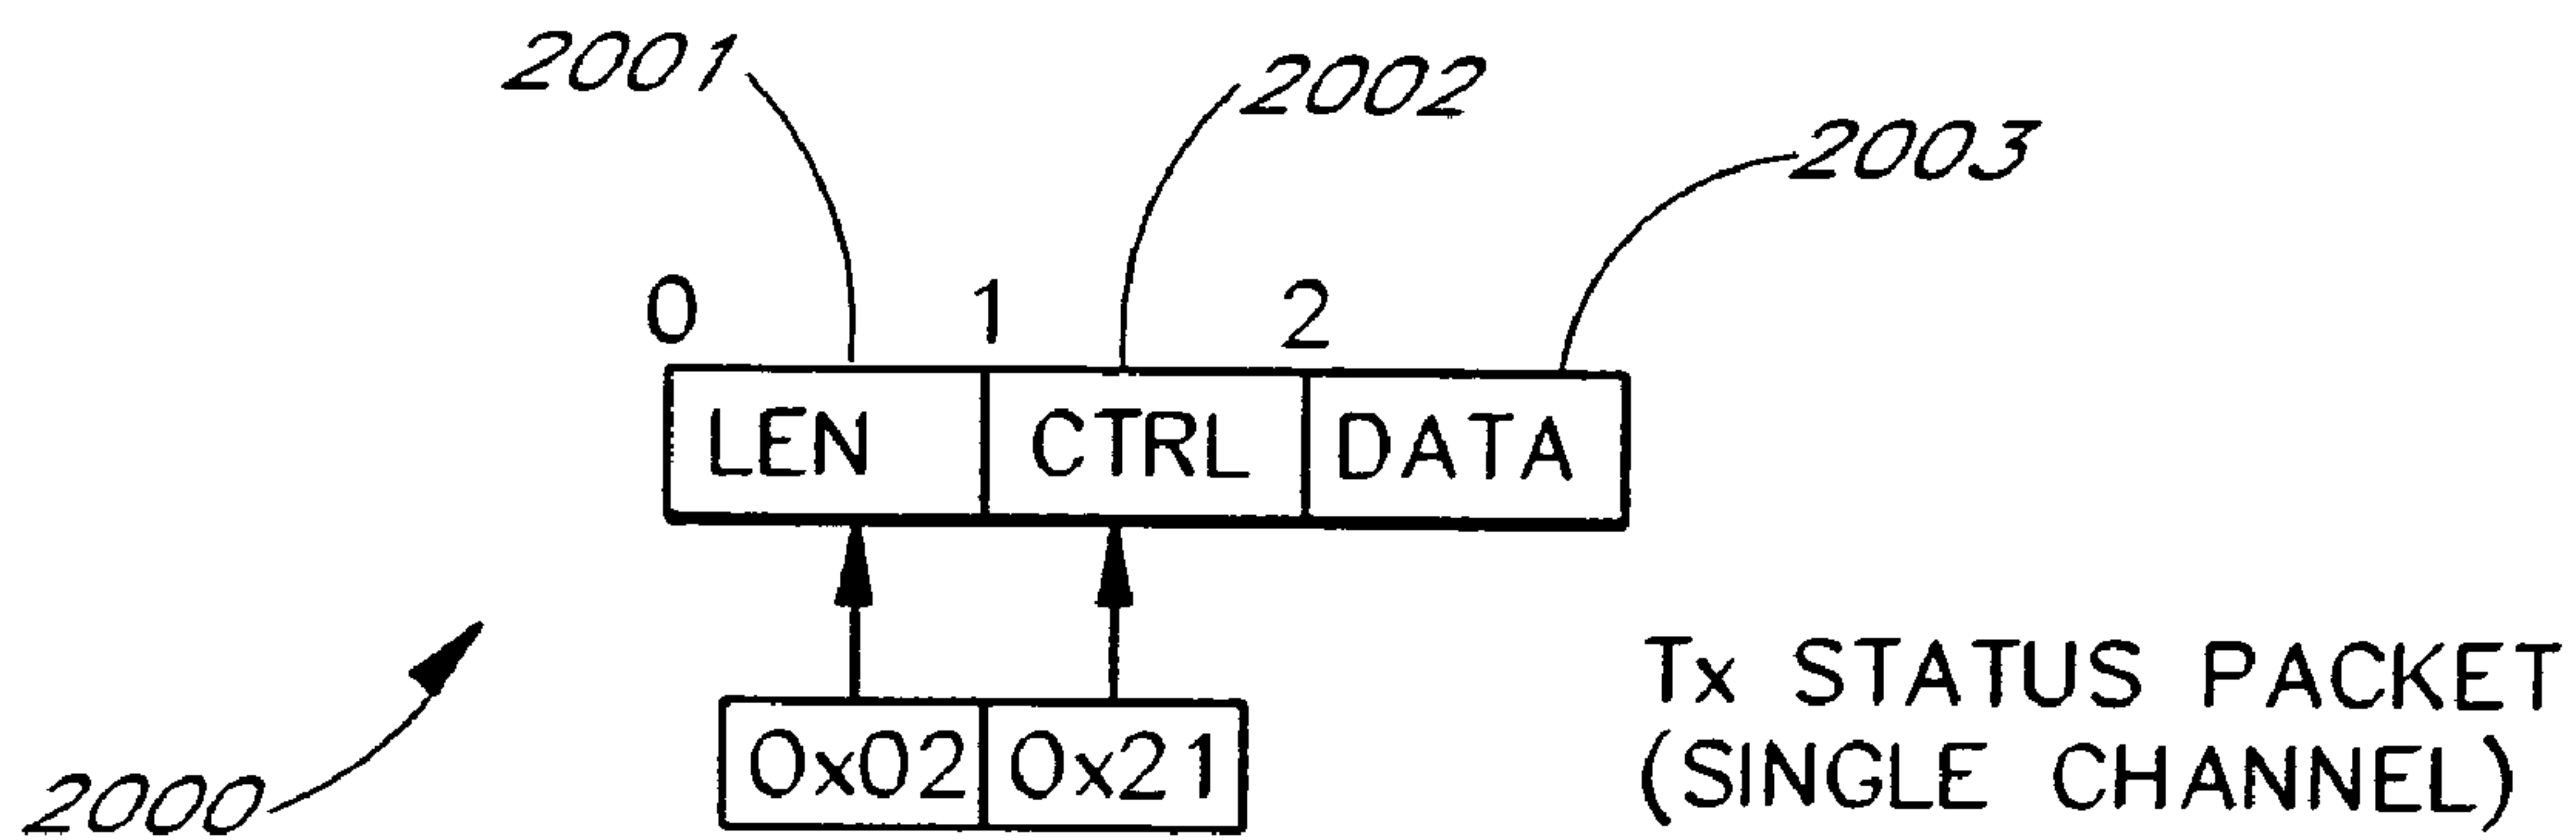 2001 2002
2003
0 1 2
LEN CTRL DATA
Tx STATUS PACKET
0x02 0x21
(SINGLE CHANNEL)
2000